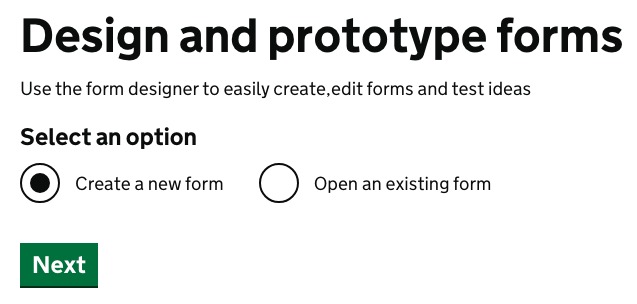 Design and prototype forms
Use the form designer to easily create,edit forms and test ideas
Select an option
Create a new form
Open an existing form
Next